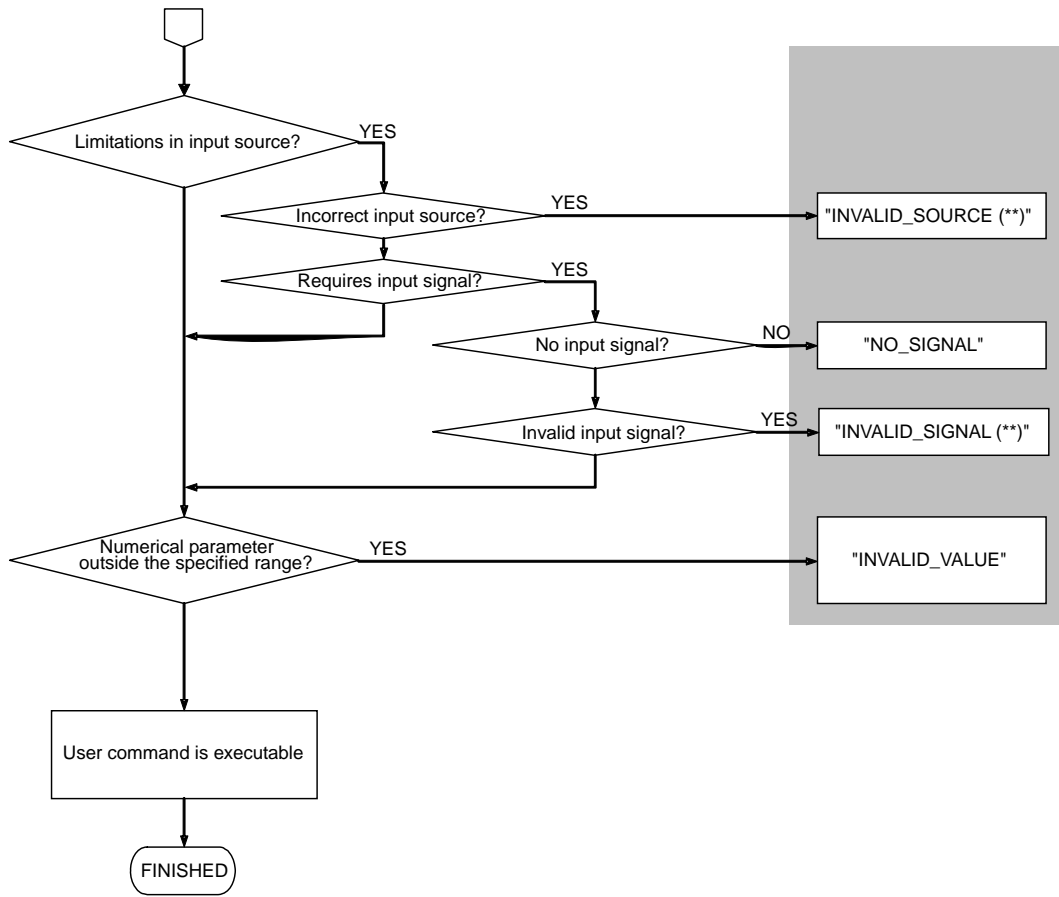 Limitations in input source?
YES
Incorrect input source?
YES
"INVALID_SOURCE (**)"
Requires input signal?
YES
No input signal?
NO
"NO_SIGNAL"
Invalid input signal?
YES
"INVALID_SIGNAL (**)"
Numerical parameter
outside the specified range?
YES
"INVALID_VALUE"
User command is executable
FINISHED